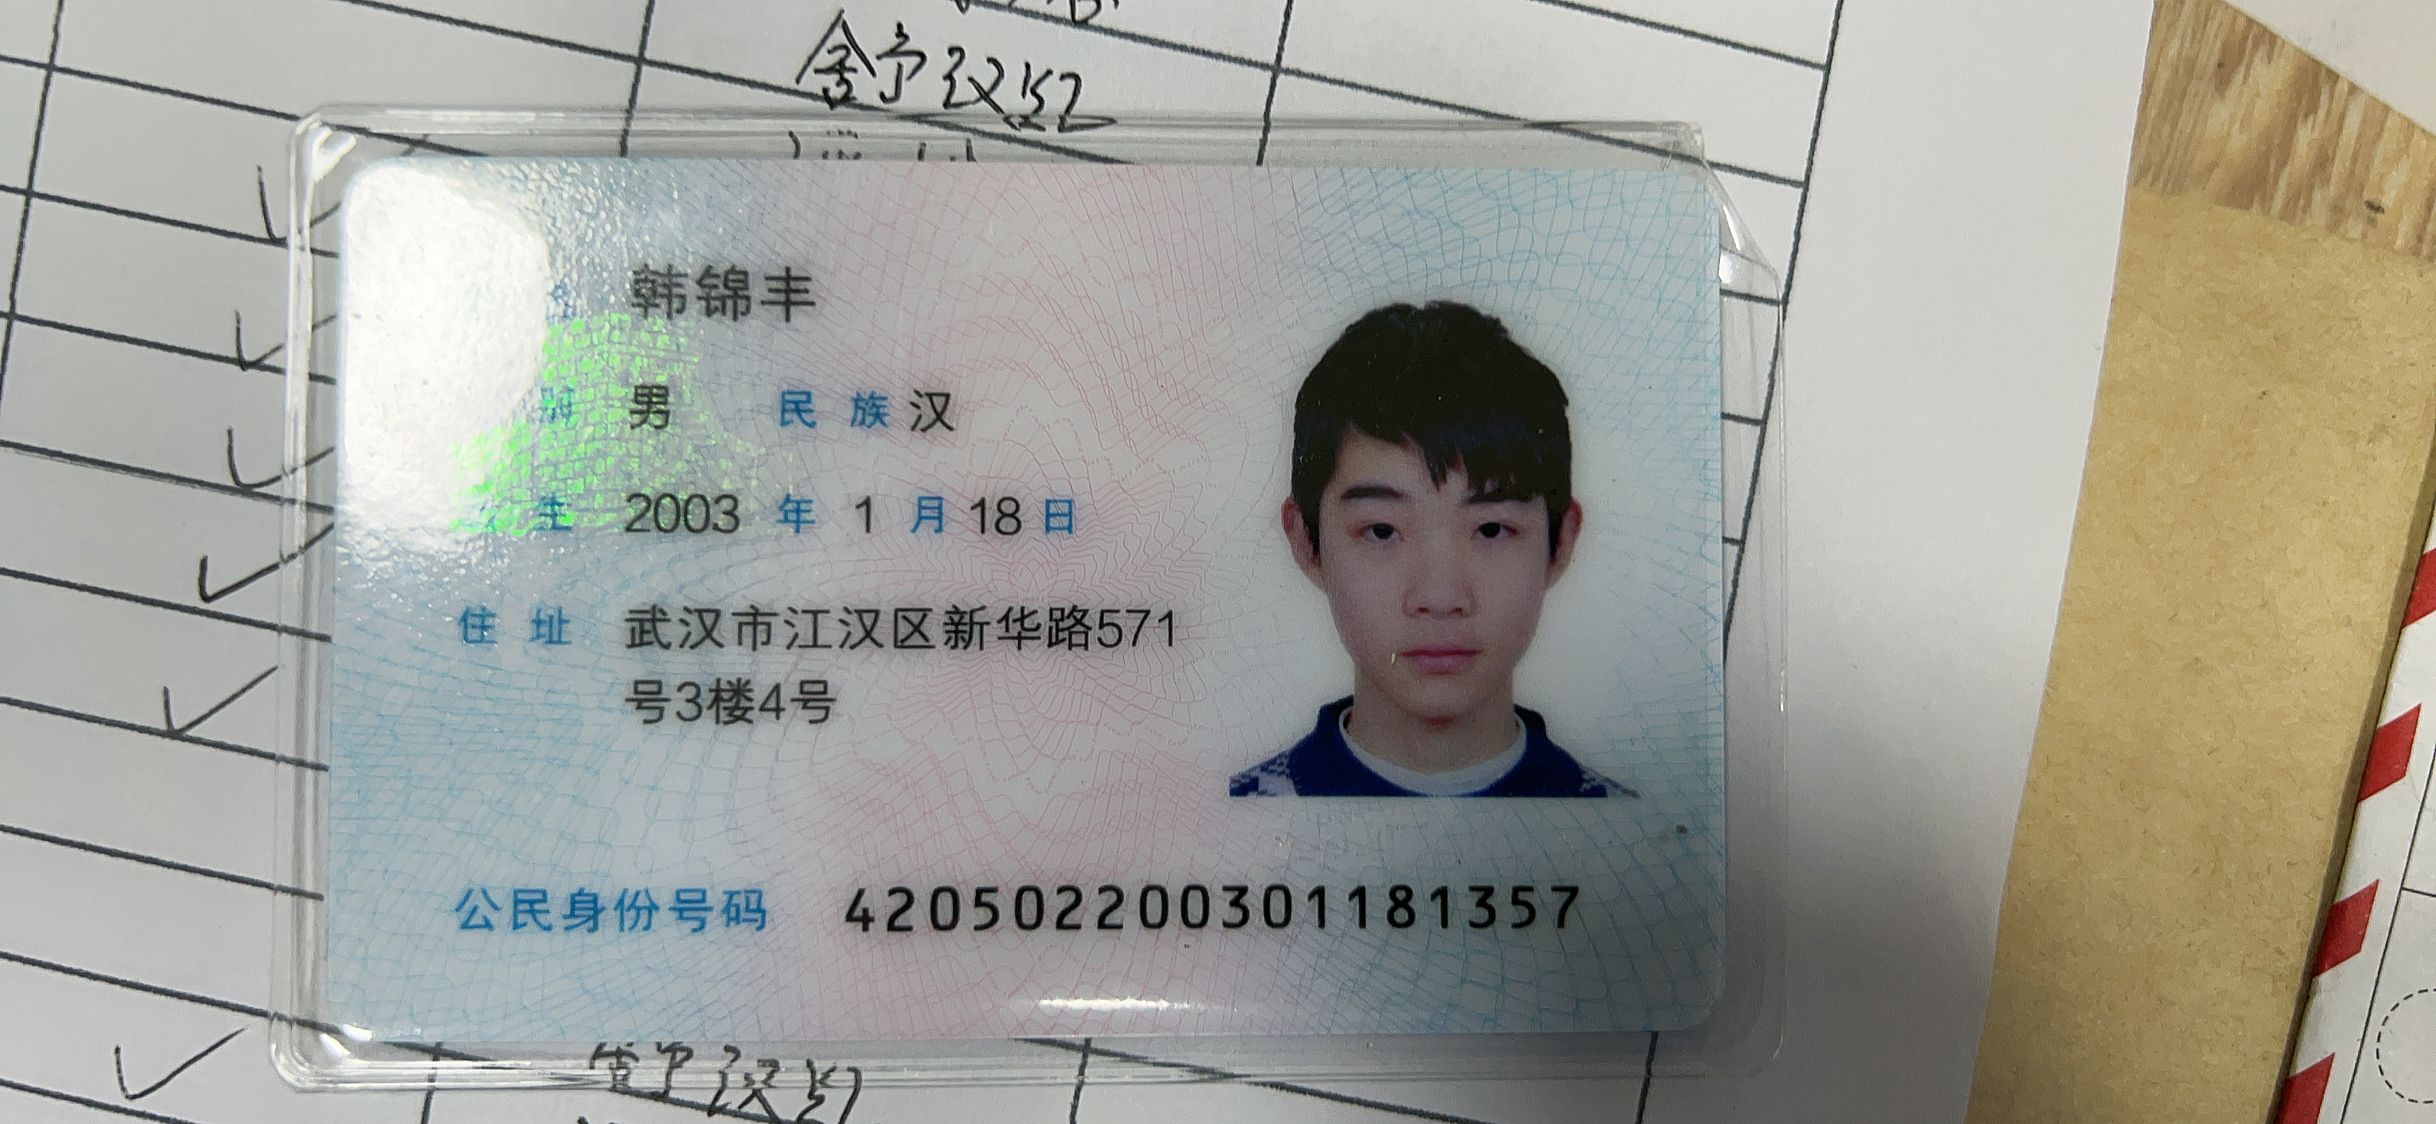 韩锦丰
别 男 民 族 汉
生 2003 年 1 月 18 日
住 址 武汉市江汉区新华路571
号3楼4号
公民身份号码 420502200301181357